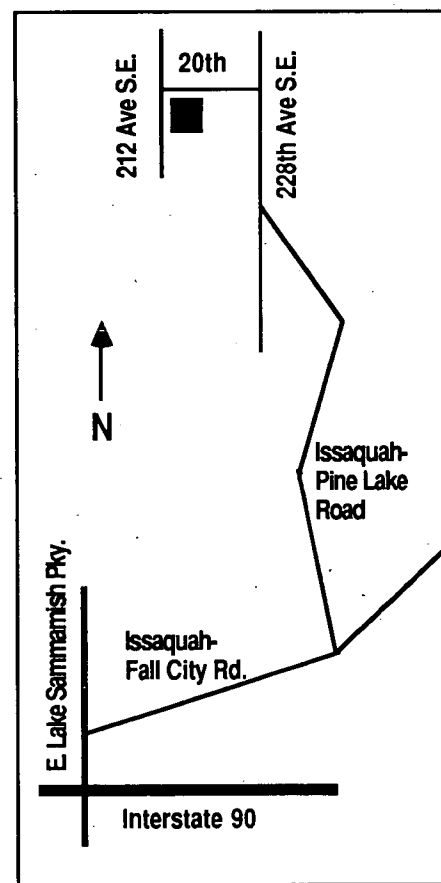 20th
212 Ave S.E.
228th Ave S.E.
N
Issaquah-
Pine Lake
Road
E. Lake Sammamish Pky.
Issaquah-
Fall City Rd.
Interstate 90